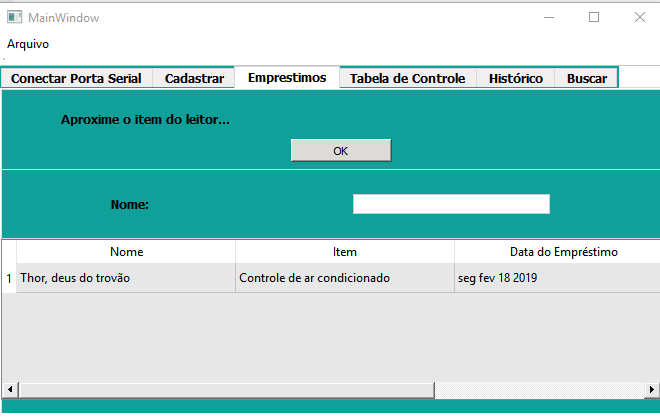 MainWindow
Arquivo
Conectar Porta Serial Cadastrar Emprestimos Tabela de Controle Histórico Buscar
Aproxime o item do leitor...
OK
Nome:
Nome Item Data do Empréstimo
1 Thor, deus do trovão Controle de ar condicionado seg fev 18 2019